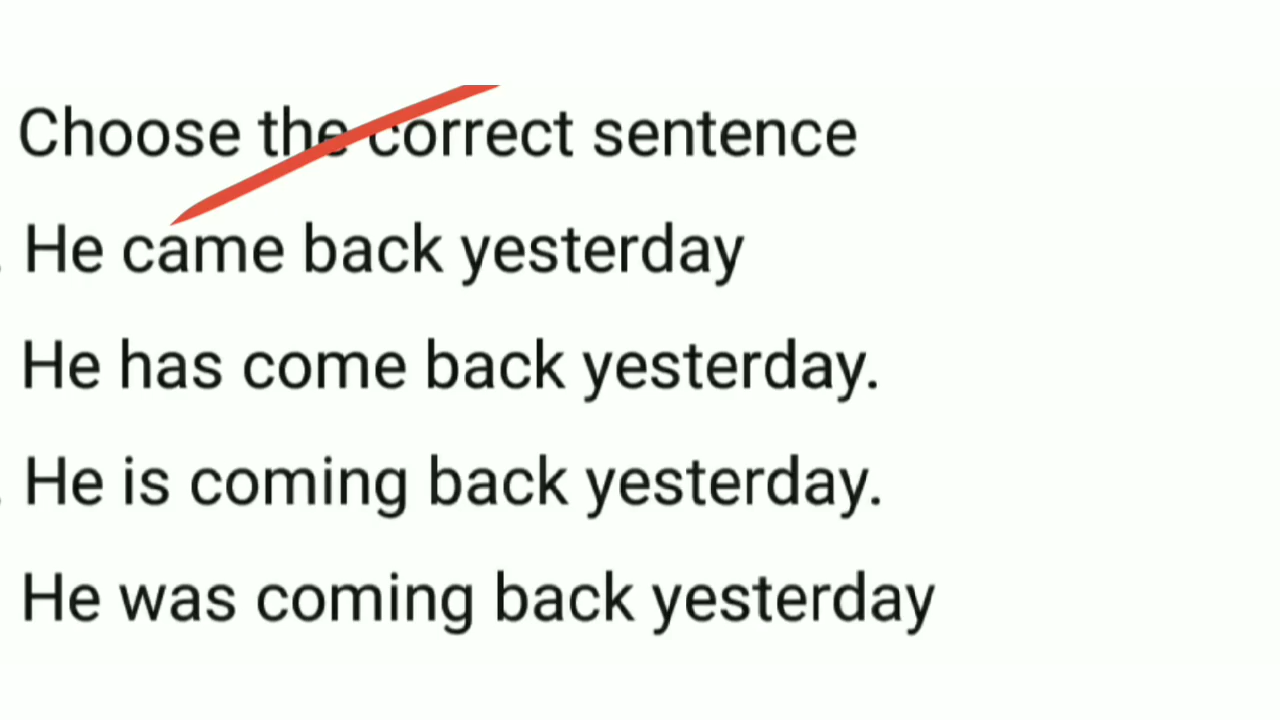 Choose the correct sentence
. He came back yesterday
He has come back yesterday.
. He is coming back yesterday.
He was coming back yesterday